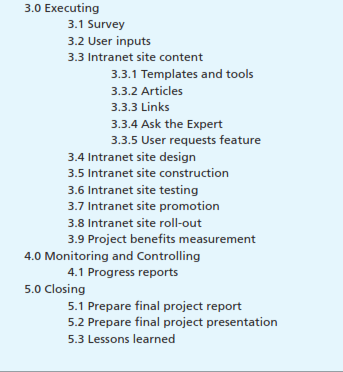 3.0 Executing
3.1 Survey
3.2 User inputs
3.3 Intranet site content
3.3.1 Templates and tools
3.3.2 Articles
3.3.3 Links
3.3.4 Ask the Expert
3.3.5 User requests feature
3.4 Intranet site design
3.5 Intranet site construction
3.6 Intranet site testing
3.7 Intranet site promotion
3.8 Intranet site roll-out
3.9 Project benefits measurement
4.0 Monitoring and Controlling
4.1 Progress reports
5.0 Closing
5.1 Prepare final project report
5.2 Prepare final project presentation
5.3 Lessons learned